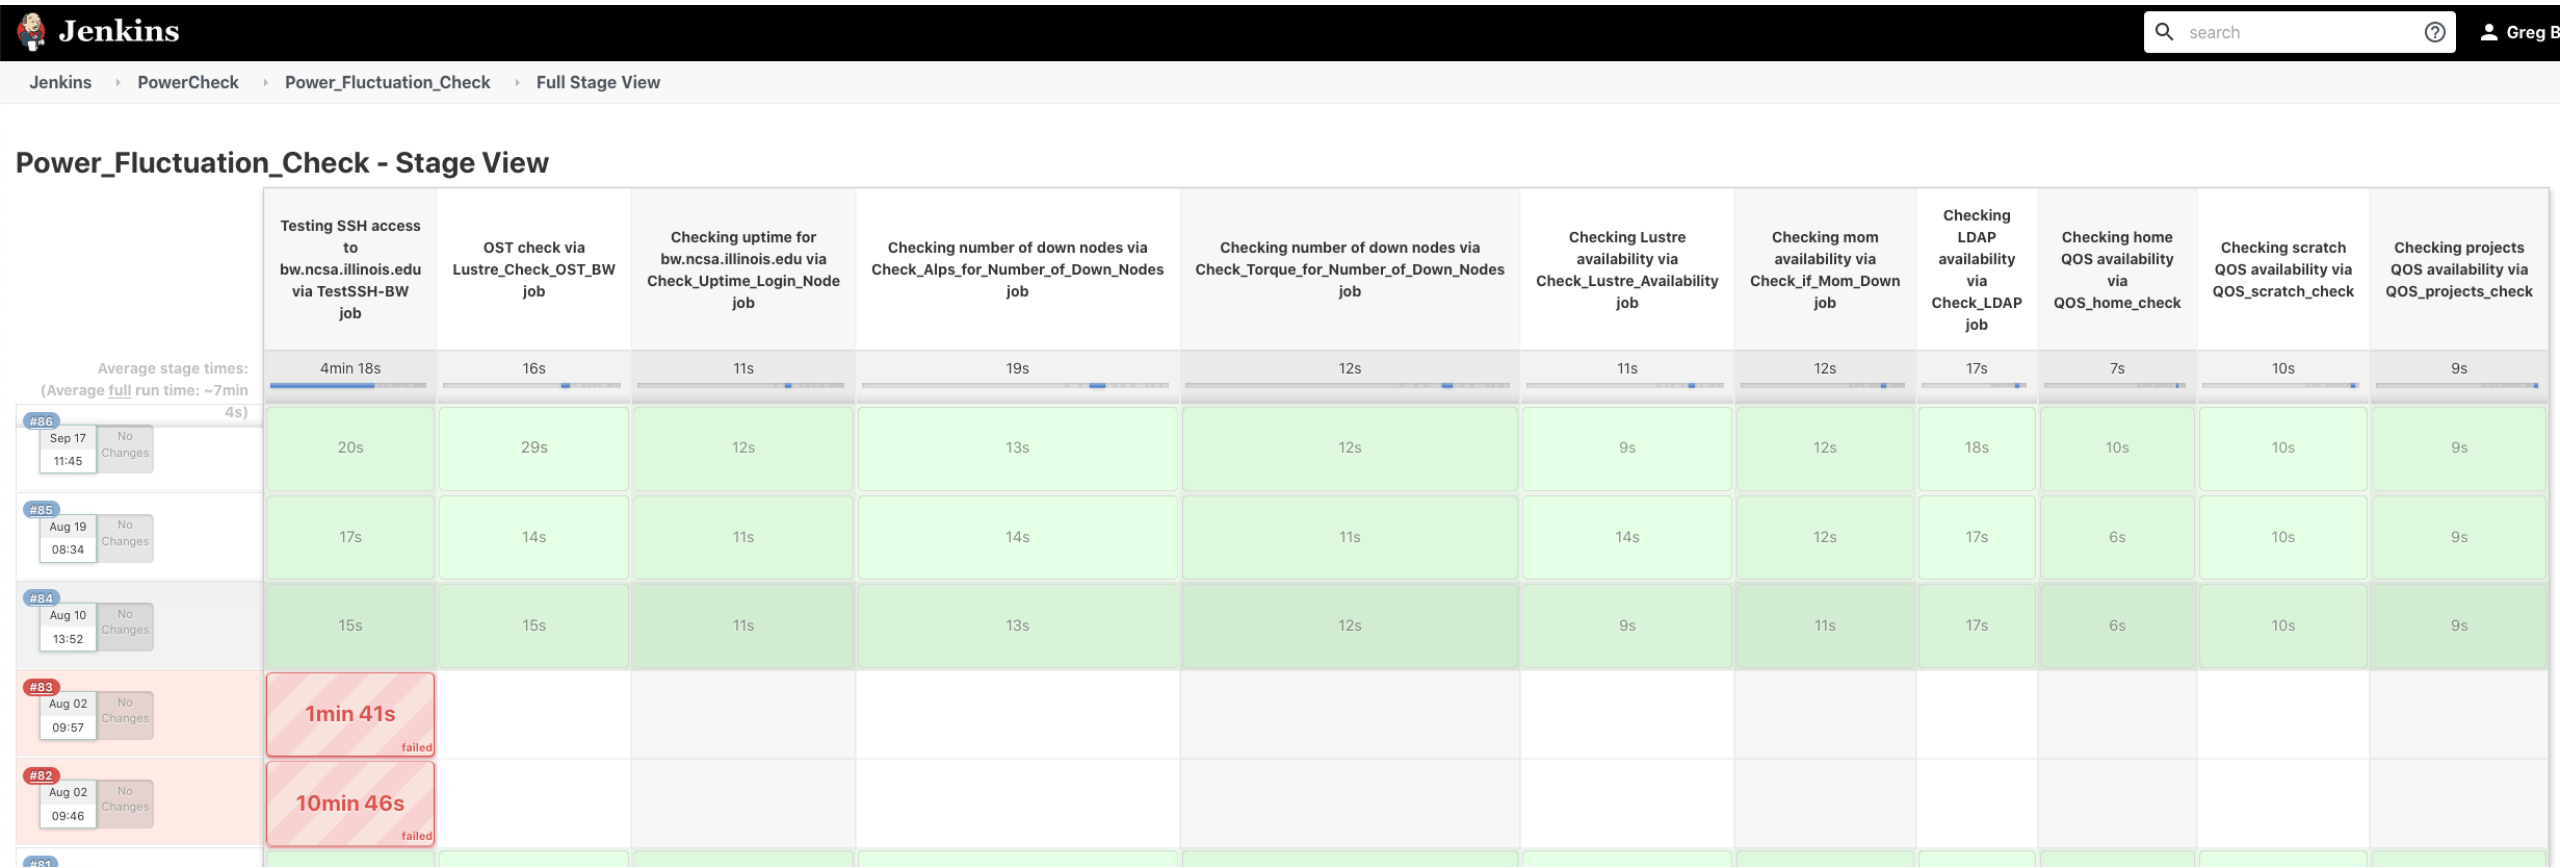 Jenkins
search
Greg B
Jenkins
PowerCheck
Power_Fluctuation_Check
Full Stage View
Power_Fluctuation_Check - Stage View
Testing SSH access
to
bw.ncsa.illinois.edu
via TestSSH-BW
job
OST check via
Lustre_Check_OST_BW
job
Checking uptime for
bw.ncsa.illinois.edu via
Check_Uptime_Login_Node
job
Checking number of down nodes via
Check_Alps_for_Number_of_Down_Nodes
job
Checking number of down nodes via
Check_Torque_for_Number_of_Down_Nodes
job
Checking Lustre
availability via
Check_Lustre_Availability
job
Checking mom
availability via
Check_if_Mom_Down
job
Checking
LDAP
availability
via
Check_LDAP
job
Checking home
QOS availability
via
QOS_home_check
Checking scratch
QOS availability via
QOS_scratch_check
Checking projects
QOS availability via
QOS_projects_check
Average stage times:
(Average full run time: ~7min
4s)
4min 18s
16s
11s
19s
12s
11s
12s
17s
7s
10s
9s
#86
Sep 17
11:45
No
Changes
20s
29s
12s
13s
12s
9s
12s
18s
10s
10s
9s
#85
Aug 19
08:34
No
Changes
17s
14s
11s
14s
11s
14s
12s
17s
6s
10s
9s
#84
Aug 10
13:52
No
Changes
15s
15s
11s
13s
12s
9s
11s
17s
6s
10s
9s
#83
Aug 02
09:57
No
Changes
1min 41s
failed
#82
Aug 02
09:46
No
Changes
10min 46s
failed
#81